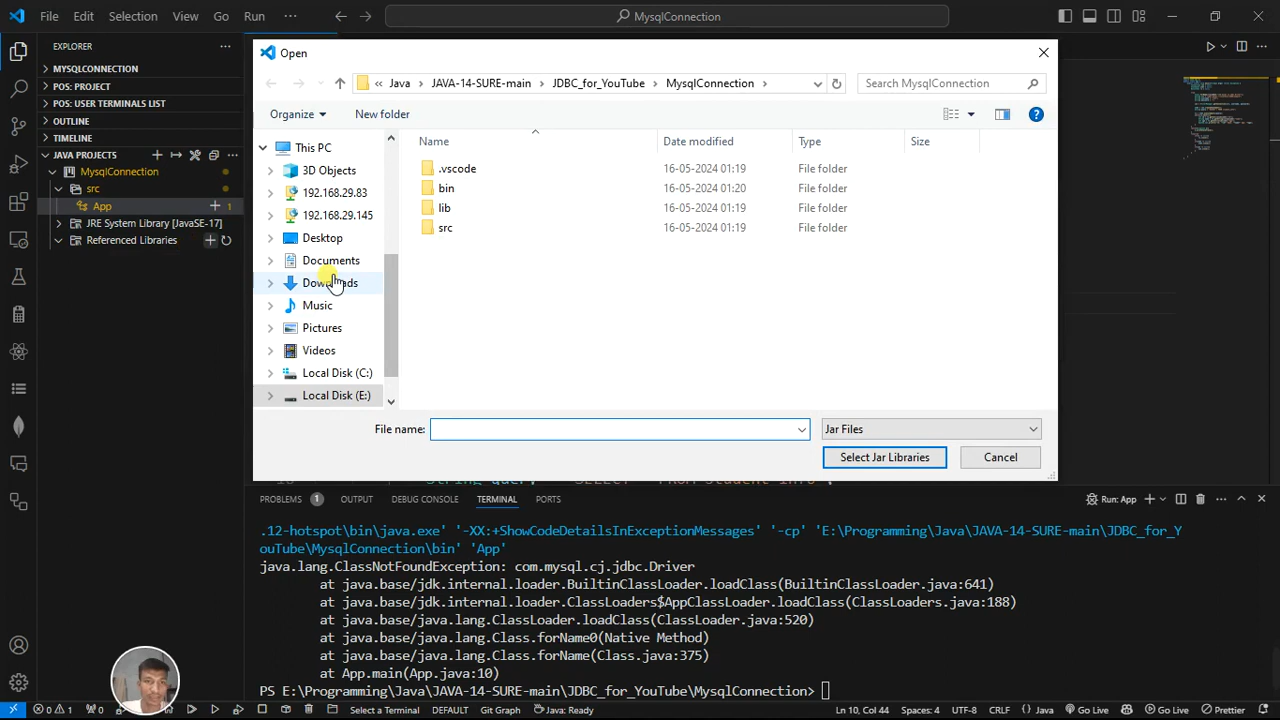 File Edit Selection View Go Run ··· MysqlConnection
EXPLORER
MYSQLCONNECTION
POS: PROJECT
POS: USER TERMINALS LIST
OUTLINE
TIMELINE
JAVA PROJECTS
MysqlConnection
src
App 1
JRE System Library [JavaSE-17]
Referenced Libraries
Open
« Java › JAVA-14-SURE-main › JDBC_for_YouTube › MysqlConnection ›
Search MysqlConnection
Organize New folder
This PC
3D Objects
192.168.29.83
192.168.29.145
Desktop
Documents
Downloads
Music
Pictures
Videos
Local Disk (C:)
Local Disk (E:)
Name Date modified Type Size
.vscode 16-05-2024 01:19 File folder
bin 16-05-2024 01:20 File folder
lib 16-05-2024 01:19 File folder
src 16-05-2024 01:19 File folder
File name: Jar Files
Select Jar Libraries Cancel
PROBLEMS 1 OUTPUT DEBUG CONSOLE TERMINAL PORTS Run: App
.12-hotspot\bin\java.exe' '-XX:+ShowCodeDetailsInExceptionMessages' '-cp' 'E:\Programming\Java\JAVA-14-SURE-main\JDBC_for_Y
ouTube\MysqlConnection\bin' 'App'
java.lang.ClassNotFoundException: com.mysql.cj.jdbc.Driver
at java.base/jdk.internal.loader.BuiltinClassLoader.loadClass(BuiltinClassLoader.java:641)
at java.base/jdk.internal.loader.ClassLoaders$AppClassLoader.loadClass(ClassLoaders.java:188)
at java.base/java.lang.ClassLoader.loadClass(ClassLoader.java:520)
at java.base/java.lang.Class.forName0(Native Method)
at java.base/java.lang.Class.forName(Class.java:375)
at App.main(App.java:10)
PS E:\Programming\Java\JAVA-14-SURE-main\JDBC_for_YouTube\MysqlConnection>
0 1 0 Select a Terminal DEFAULT Git Graph Java: Ready Ln 10, Col 44 Spaces: 4 UTF-8 CRLF Java Go Live Go Live Prettier